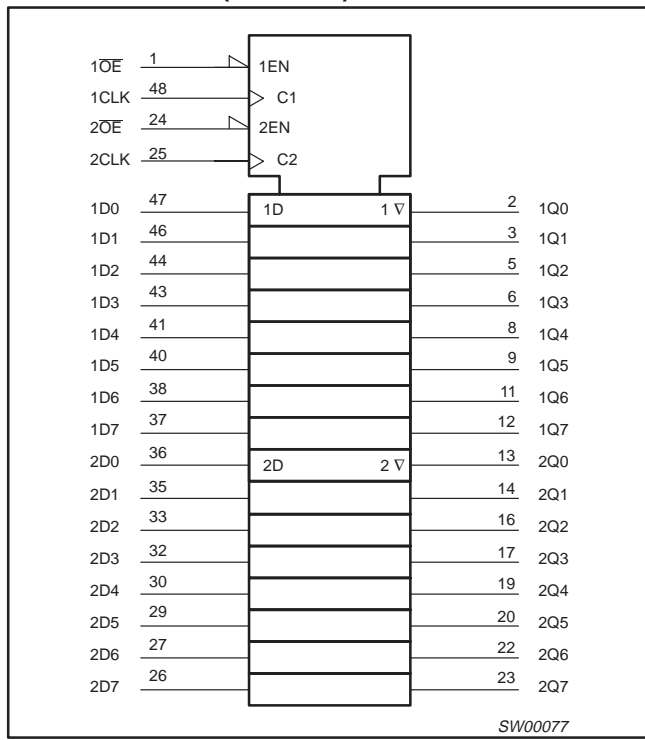 1O̅E̅ 1 1EN
1CLK 48 C1
2O̅E̅ 24 2EN
2CLK 25 C2
1D0 47 1D 1 ∇ 2 1Q0
1D1 46 3 1Q1
1D2 44 5 1Q2
1D3 43 6 1Q3
1D4 41 8 1Q4
1D5 40 9 1Q5
1D6 38 11 1Q6
1D7 37 12 1Q7
2D0 36 2D 2 ∇ 13 2Q0
2D1 35 14 2Q1
2D2 33 16 2Q2
2D3 32 17 2Q3
2D4 30 19 2Q4
2D5 29 20 2Q5
2D6 27 22 2Q6
2D7 26 23 2Q7
SW00077